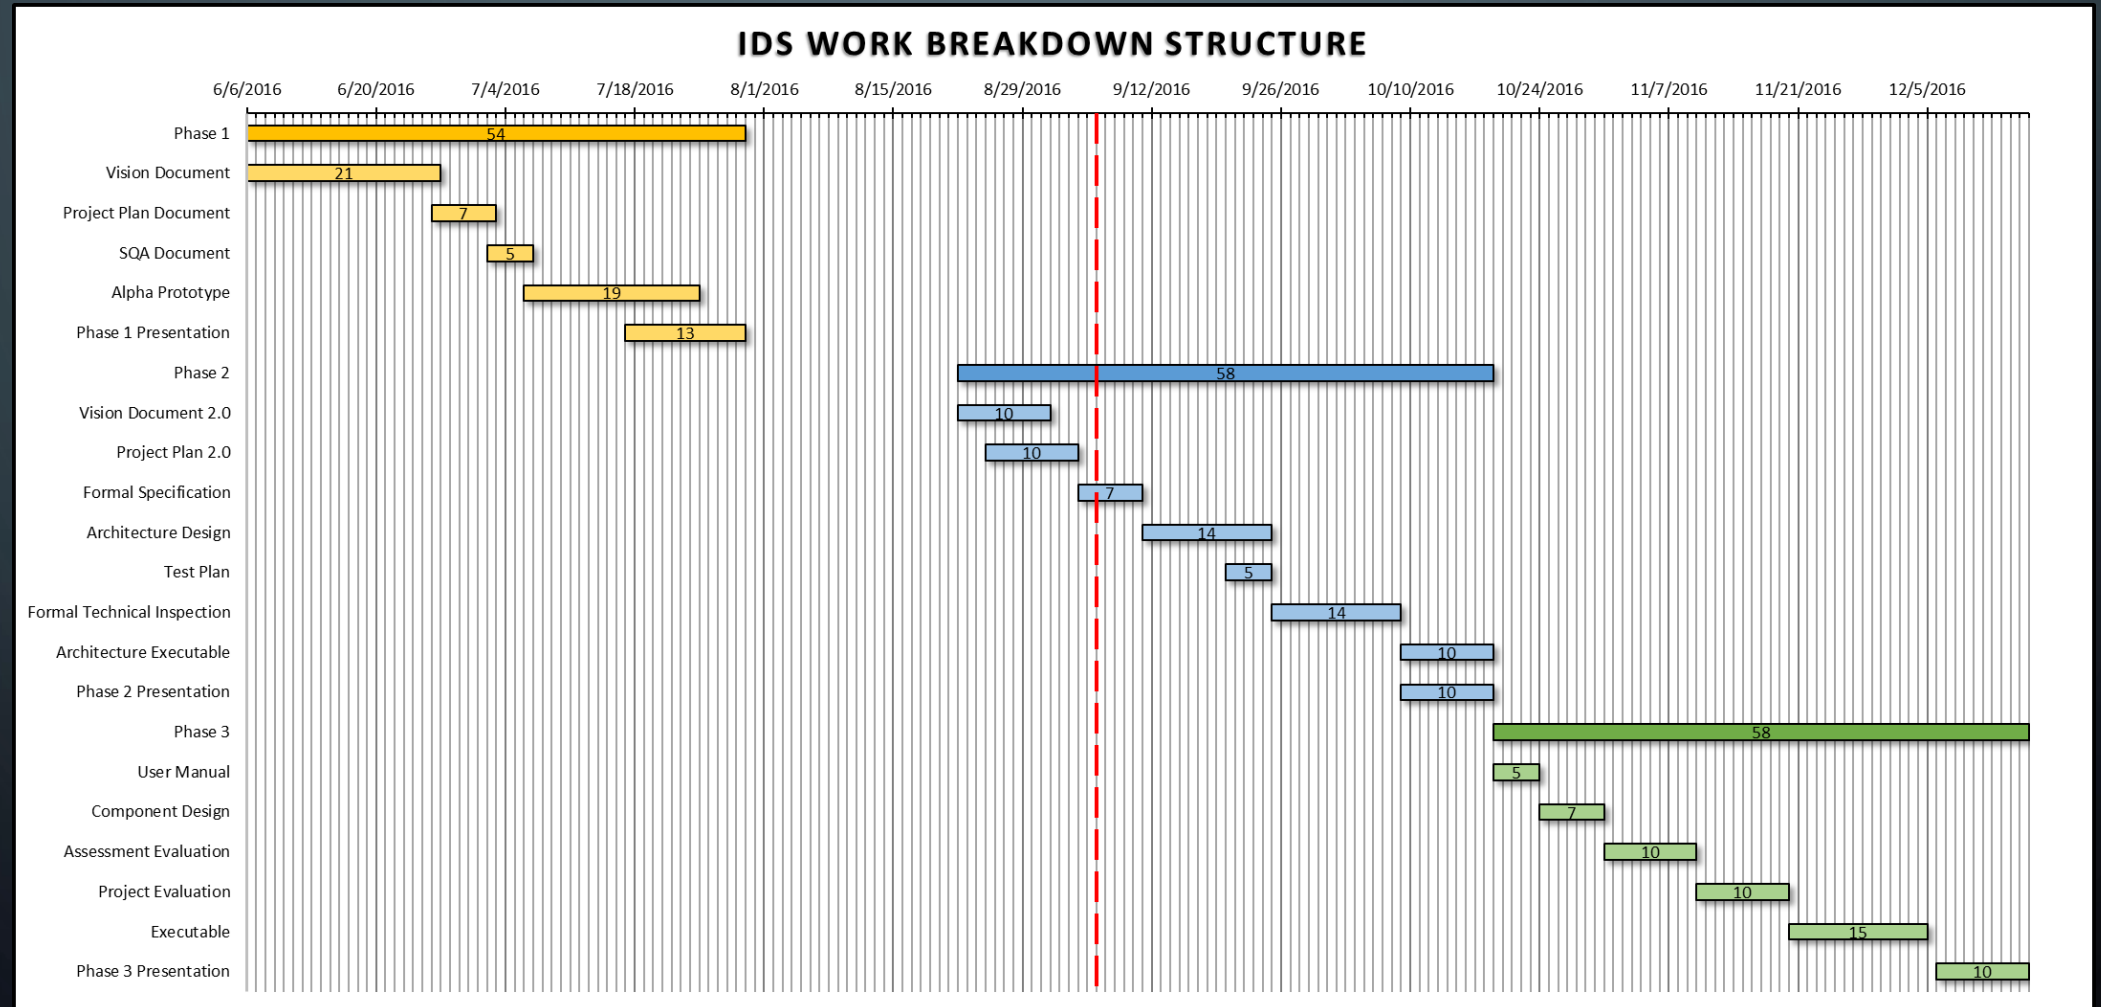 IDS WORK BREAKDOWN STRUCTURE
6/6/2016 6/20/2016 7/4/2016 7/18/2016 8/1/2016 8/15/2016 8/29/2016 9/12/2016 9/26/2016 10/10/2016 10/24/2016 11/7/2016 11/21/2016 12/5/2016
Phase 1 54
Vision Document 21
Project Plan Document 7
SQA Document 5
Alpha Prototype 19
Phase 1 Presentation 13
Phase 2 58
Vision Document 2.0 10
Project Plan 2.0 10
Formal Specification 7
Architecture Design 14
Test Plan 5
Formal Technical Inspection 14
Architecture Executable 10
Phase 2 Presentation 10
Phase 3 58
User Manual 5
Component Design 7
Assessment Evaluation 10
Project Evaluation 10
Executable 15
Phase 3 Presentation 10